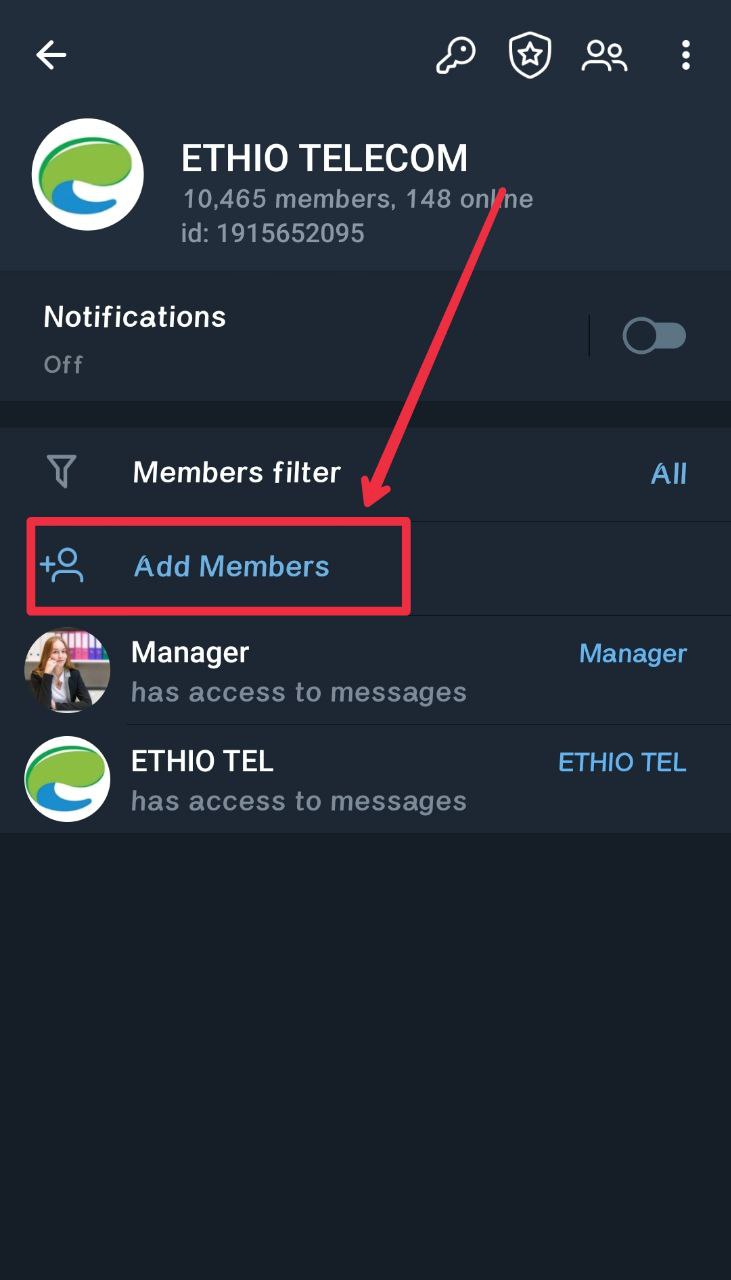 ETHIO TELECOM
10,465 members, 148 online
id: 1915652095
Notifications
Off
Members filter
All
Add Members
Manager
Manager
has access to messages
ETHIO TEL
ETHIO TEL
has access to messages